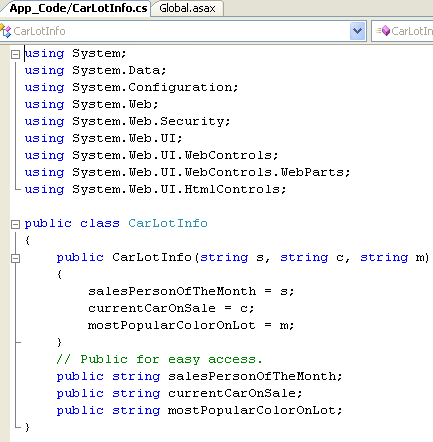 App_Code/CarLotInfo.cs Global.asax
CarLotInfo CarLotIn
using System;
using System.Data;
using System.Configuration;
using System.Web;
using System.Web.Security;
using System.Web.UI;
using System.Web.UI.WebControls;
using System.Web.UI.WebControls.WebParts;
using System.Web.UI.HtmlControls;
public class CarLotInfo
{
public CarLotInfo(string s, string c, string m)
{
salesPersonOfTheMonth = s;
currentCarOnSale = c;
mostPopularColorOnLot = m;
}
// Public for easy access.
public string salesPersonOfTheMonth;
public string currentCarOnSale;
public string mostPopularColorOnLot;
}